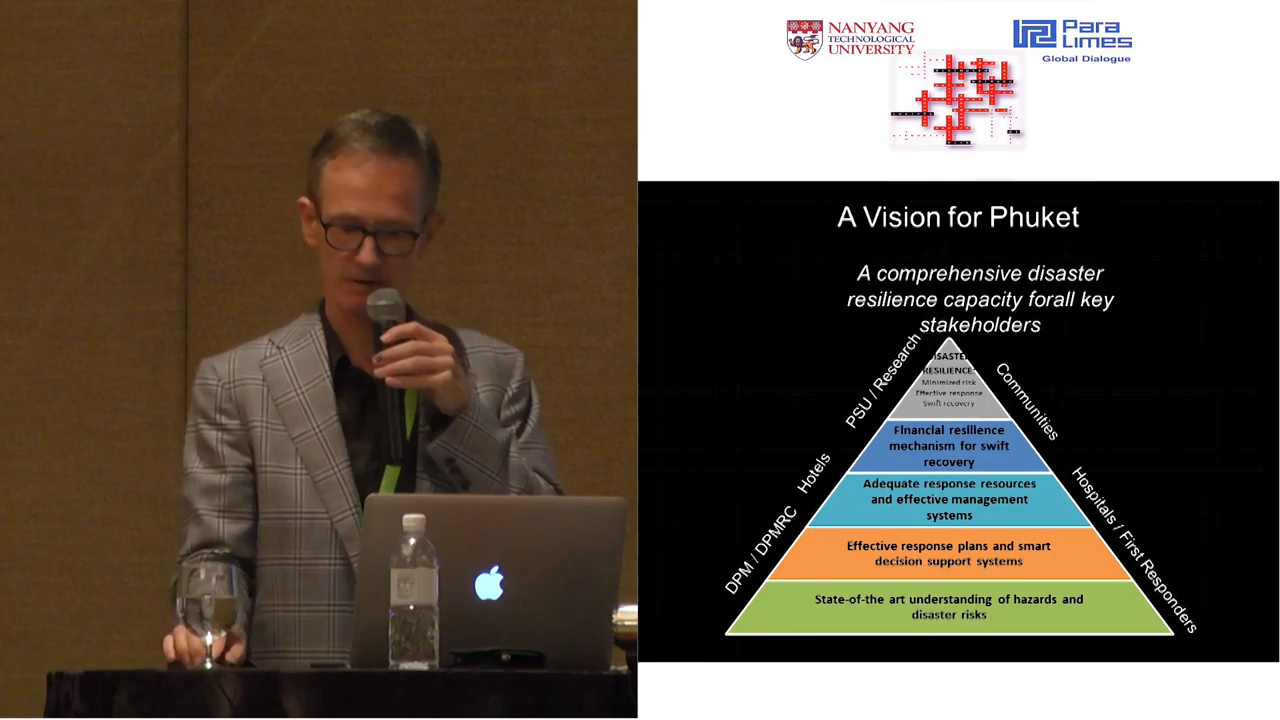 NANYANG
TECHNOLOGICAL
UNIVERSITY
Para
Limes
Global Dialogue
A Vision for Phuket
A comprehensive disaster
resilience capacity forall key
stakeholders
PSU / Research
Communities
Hotels
Hospitals / First Responders
DPM / DPMRC
RESILIENCE:
Minimized risk
Effective response
Swift recovery
Financial resilience
mechanism for swift
recovery
Adequate response resources
and effective management
systems
Effective response plans and smart
decision support systems
State-of-the art understanding of hazards and
disaster risks